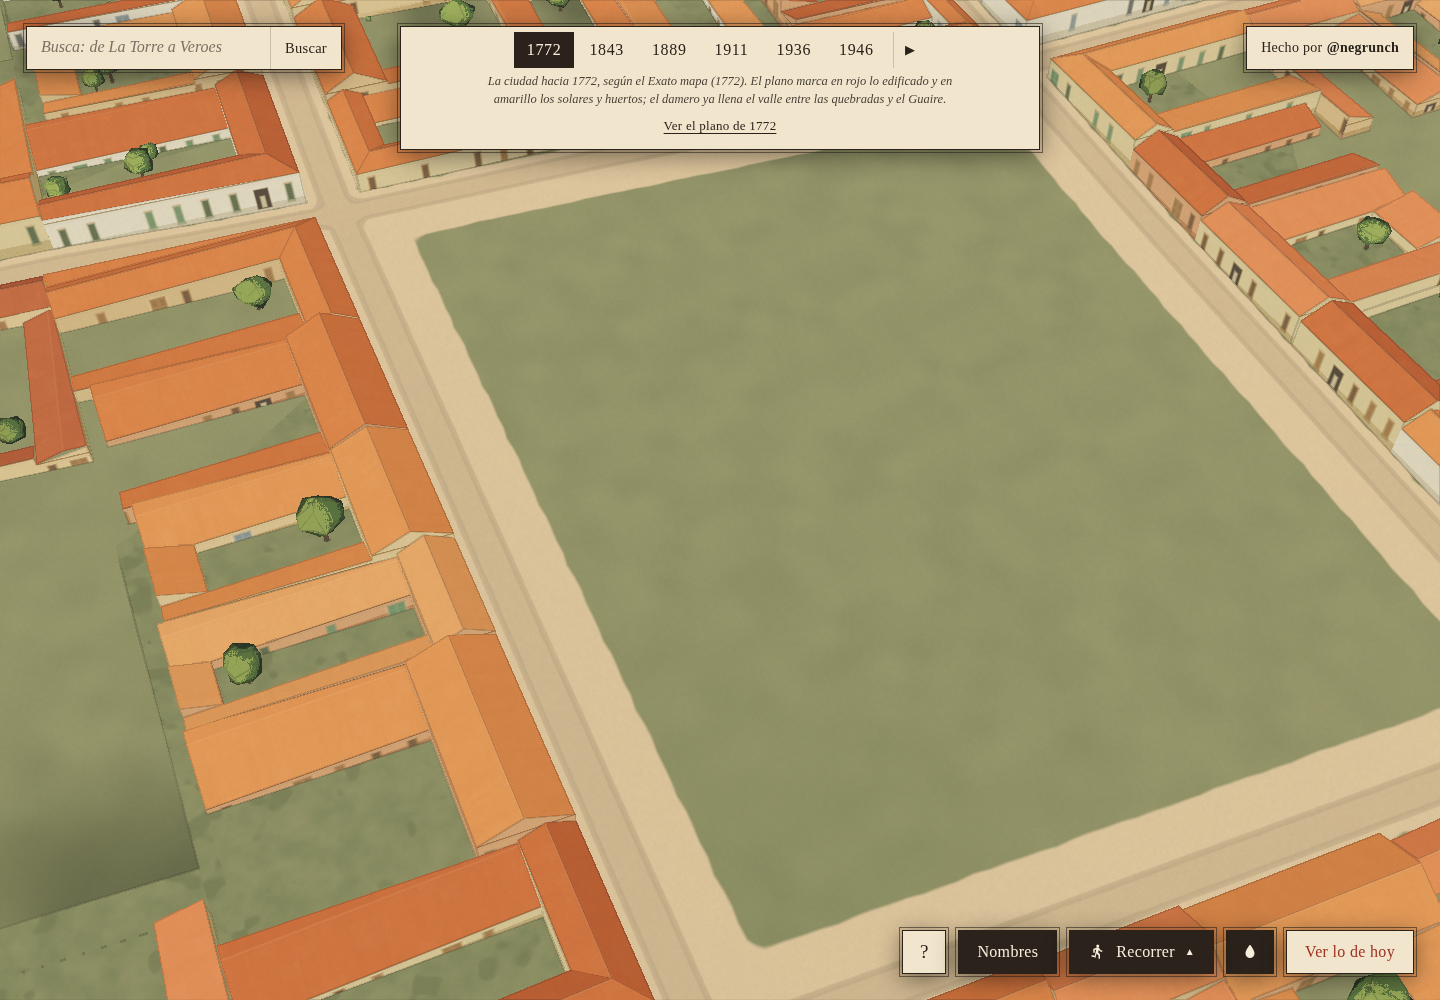 Busca: de La Torre a Veroes
Buscar
1772 1843 1889 1911 1936 1946 ▶
La ciudad hacia 1772, según el Exato mapa (1772). El plano marca en rojo lo edificado y en
amarillo los solares y huertos; el damero ya llena el valle entre las quebradas y el Guaire.
Ver el plano de 1772
Hecho por @negrunch
?
Nombres
Recorrer ▲
Ver lo de hoy